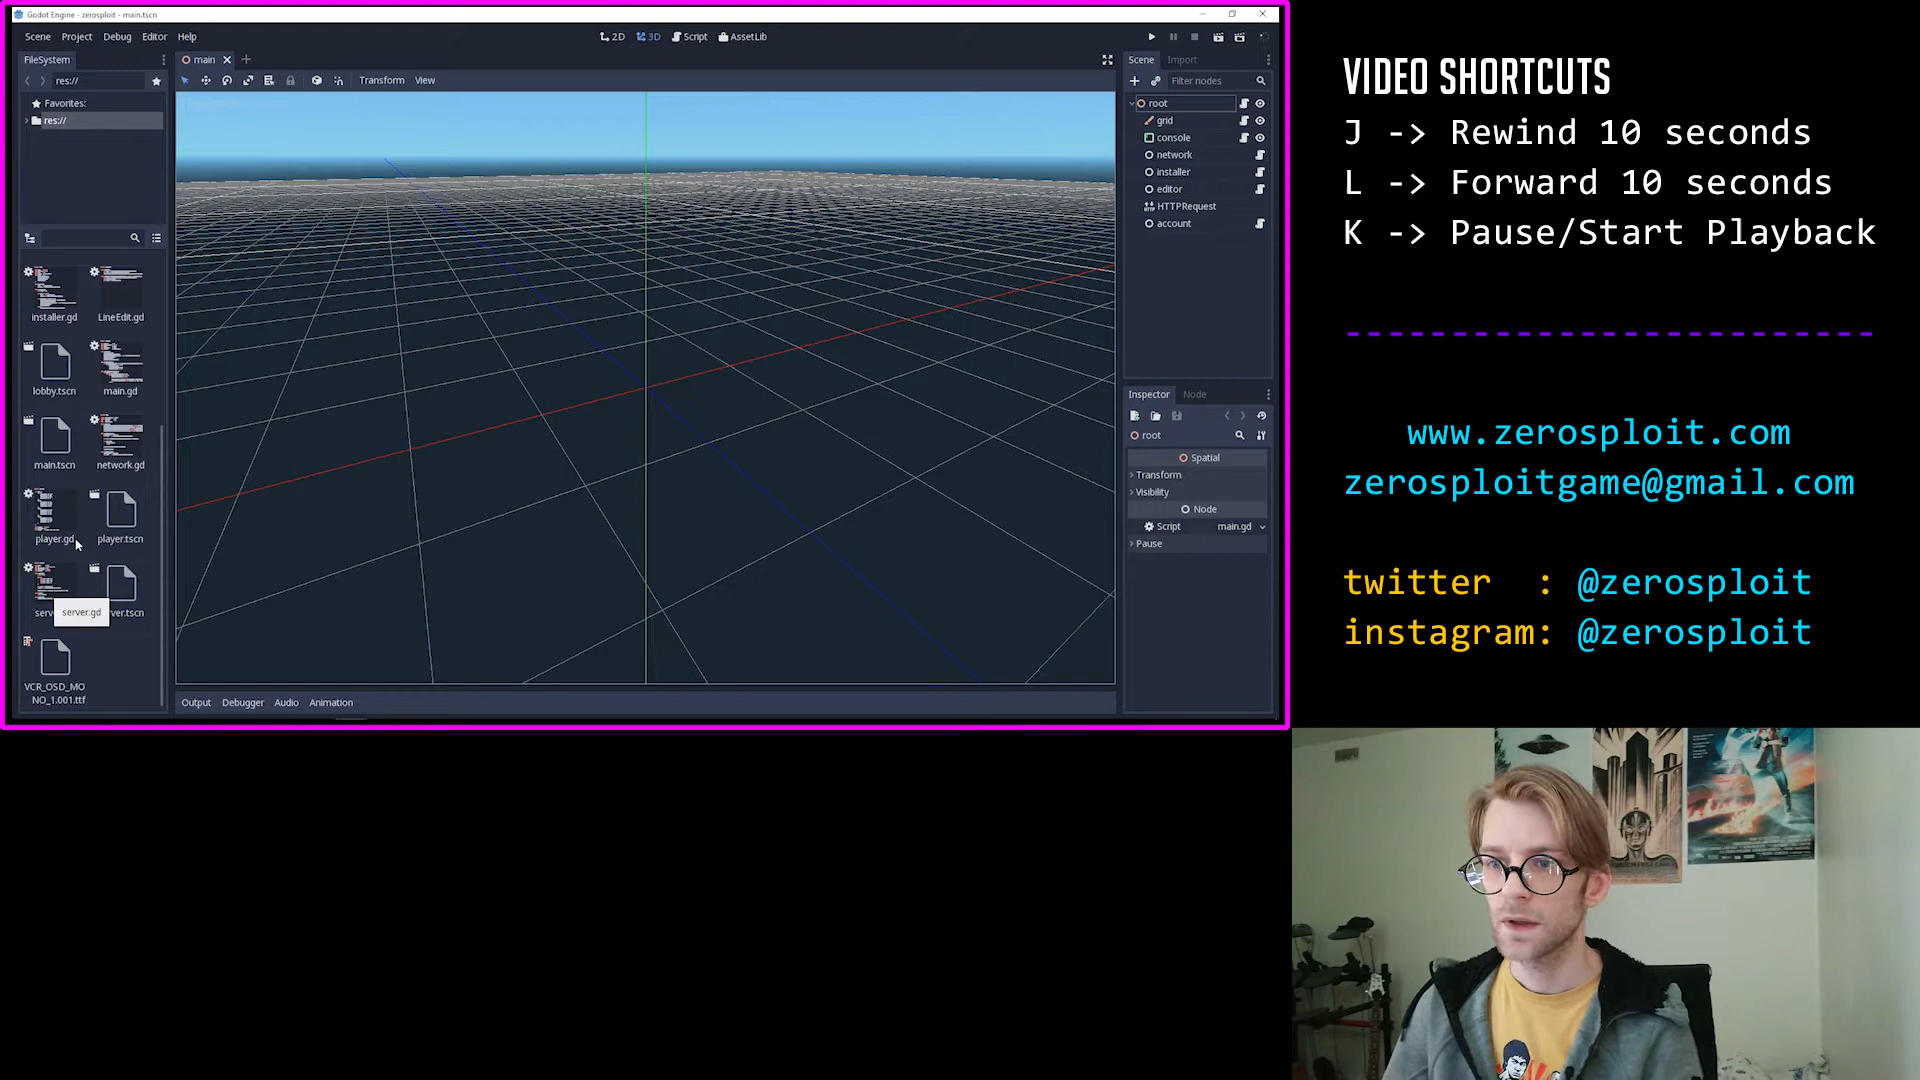 Godot Engine - zerosploit - main.tscn
Scene Project Debug Editor Help
2D 3D Script AssetLib
FileSystem
res://
Favorites:
res://
installer.gd LineEdit.gd
lobby.tscn main.gd
main.tscn network.gd
player.gd player.tscn
server.gd
VCR_OSD_MO
NO_1.001.ttf
main
Transform View
Output Debugger Audio Animation
Scene Import
Filter nodes
root
grid
console
network
installer
editor
HTTPRequest
account
Inspector Node
root
Spatial
Transform
Visibility
Node
Script main.gd
Pause
VIDEO SHORTCUTS
J -> Rewind 10 seconds
L -> Forward 10 seconds
K -> Pause/Start Playback
-------------------------
www.zerosploit.com
zerosploitgame@gmail.com
twitter : @zerosploit
instagram: @zerosploit